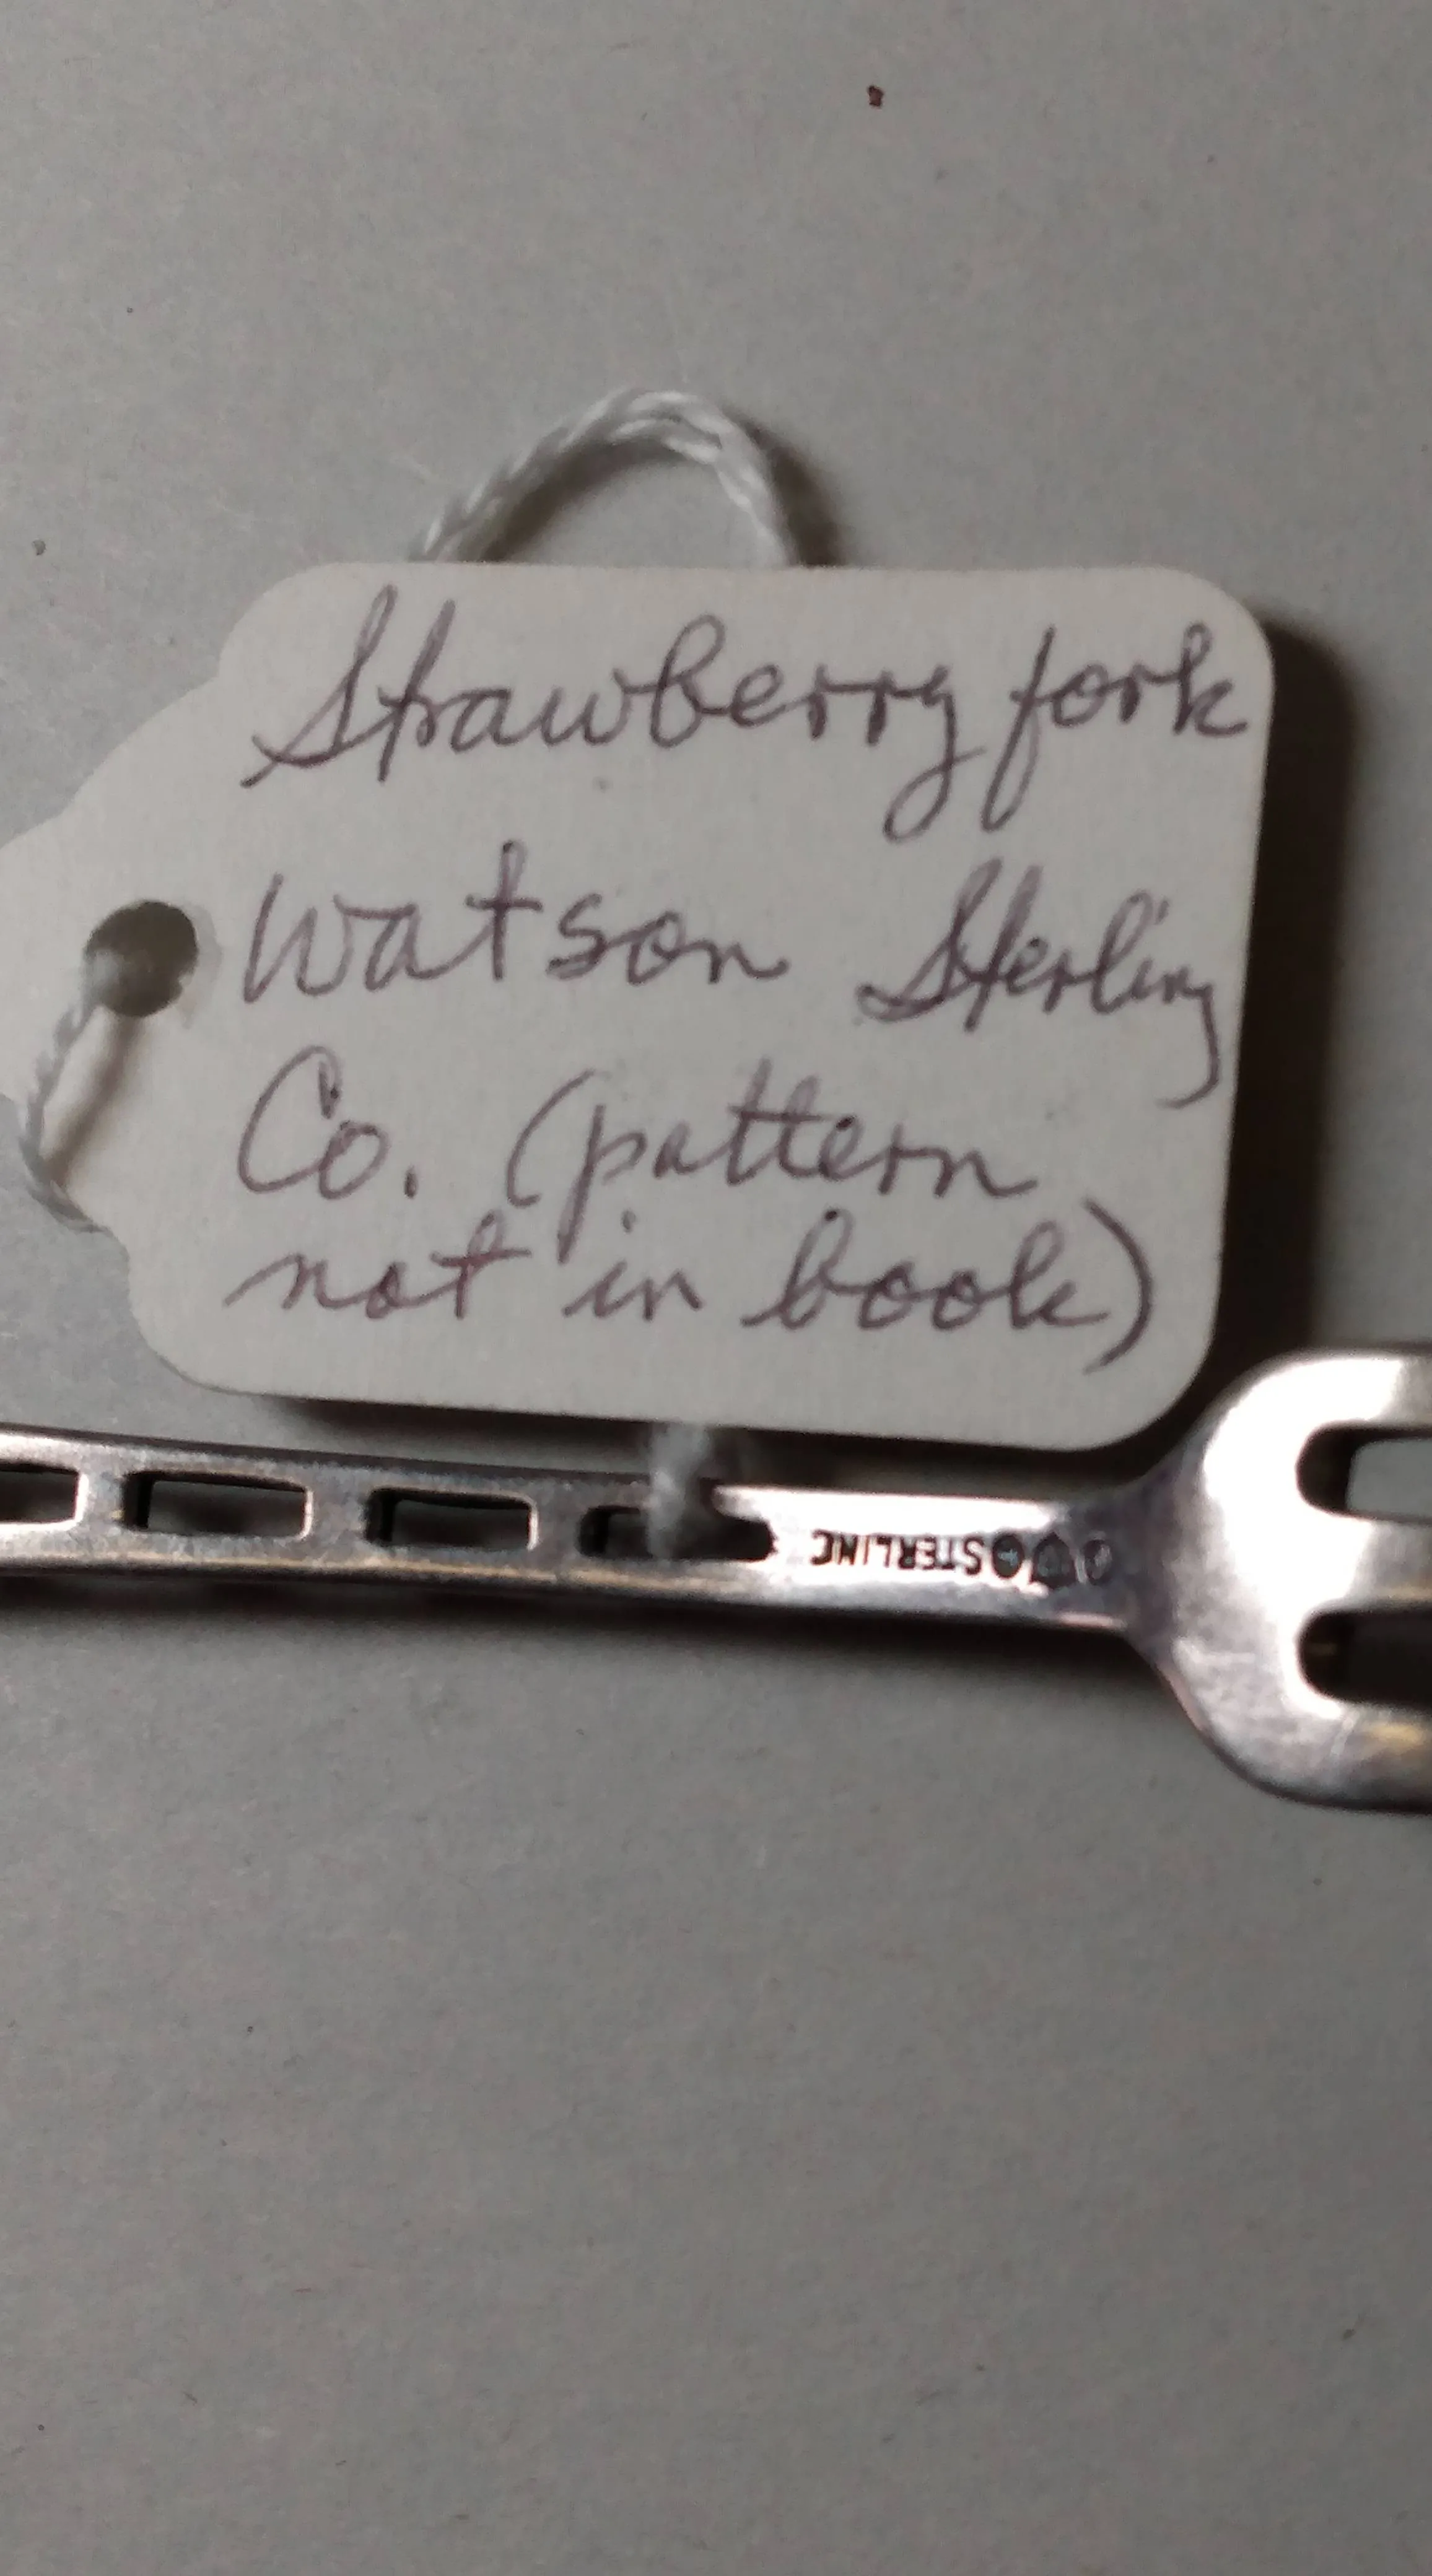 Strawberry fork
Watson Sterling
Co. (pattern
not in book)
STERLING